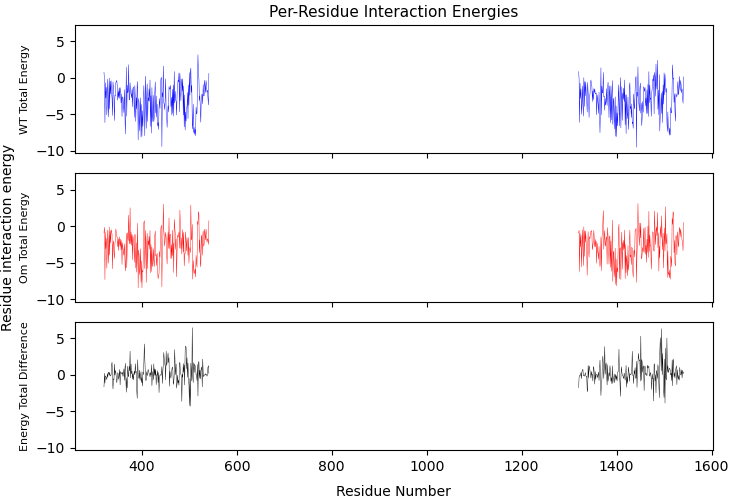 Per-Residue Interaction Energies
Residue interaction energy
WT Total Energy
5
0
−5
−10
Om Total Energy
5
0
−5
−10
Energy Total Difference
5
0
−5
−10
400 600 800 1000 1200 1400 1600
Residue Number